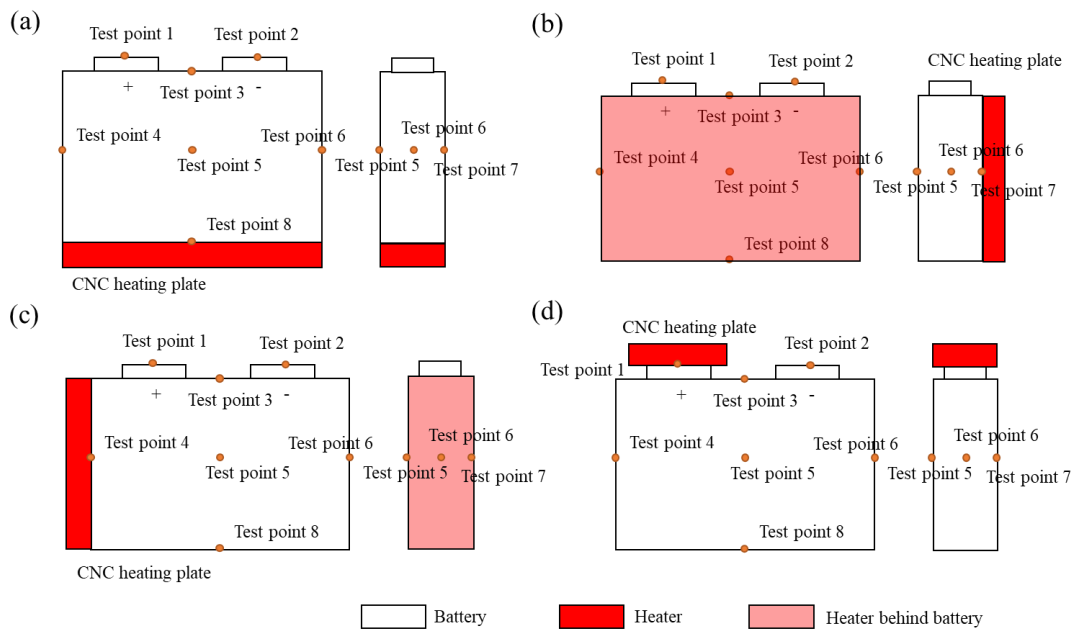 (a)
Test point 1
Test point 2
+
-
Test point 3
Test point 4
Test point 5
Test point 6
Test point 8
CNC heating plate
Test point 6
Test point 5
Test point 7
(b)
Test point 1
Test point 2
+
-
Test point 3
Test point 4
Test point 5
Test point 6
Test point 8
CNC heating plate
Test point 6
Test point 5
Test point 7
(c)
Test point 1
Test point 2
+
-
Test point 3
Test point 4
Test point 5
Test point 6
Test point 8
CNC heating plate
Test point 6
Test point 5
Test point 7
(d)
CNC heating plate
Test point 1
Test point 2
+
-
Test point 3
Test point 4
Test point 5
Test point 6
Test point 8
Test point 6
Test point 5
Test point 7
Battery
Heater
Heater behind battery